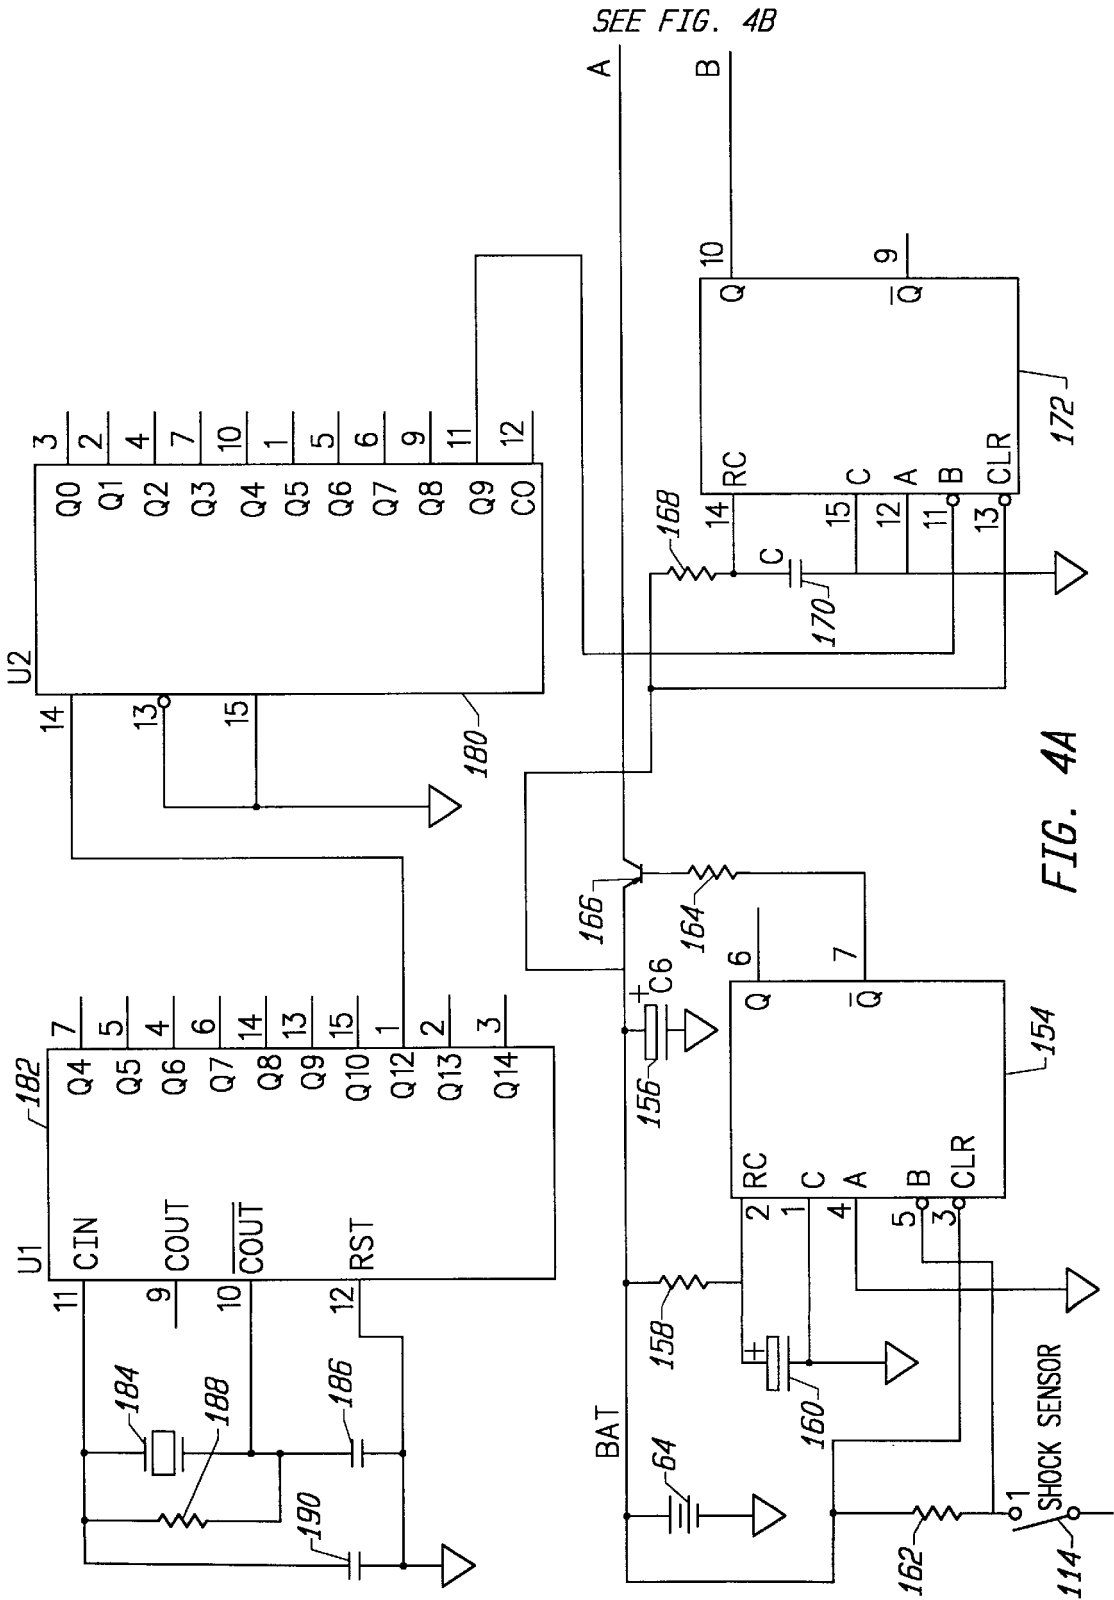 SEE FIG. 4B
A
B
U1
182
CIN
COUT
COUT
RST
11
9
10
12
Q4
Q5
Q6
Q7
Q8
Q9
Q10
Q12
Q13
Q14
7
5
4
6
14
13
15
1
2
3
184
188
186
190
U2
14
13
15
180
Q0
Q1
Q2
Q3
Q4
Q5
Q6
Q7
Q8
Q9
CO
3
2
4
7
10
1
5
6
9
11
12
BAT
64
158
160
+
156
+
C6
166
164
162
114
1
SHOCK SENSOR
2
1
4
5
3
RC
C
A
B
CLR
Q
Q
6
7
154
168
C
170
14
15
12
11
13
RC
C
A
B
CLR
Q
Q
10
9
172
FIG. 4A